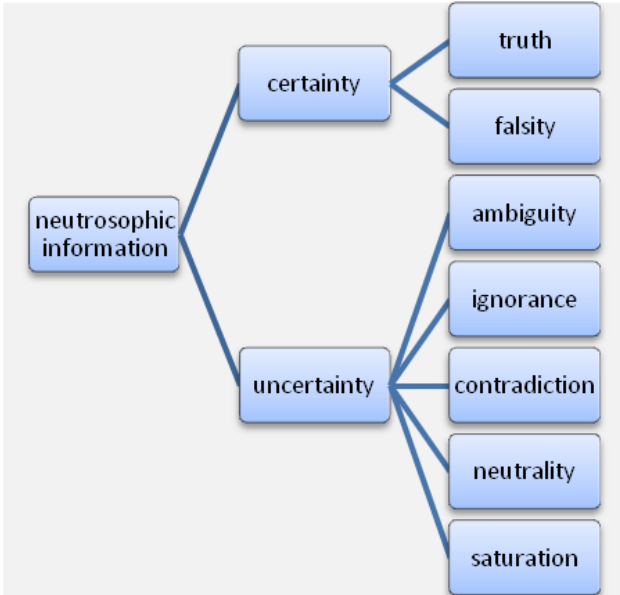 truth
certainty
falsity
neutrosophic
information
ambiguity
ignorance
uncertainty
contradiction
neutrality
saturation